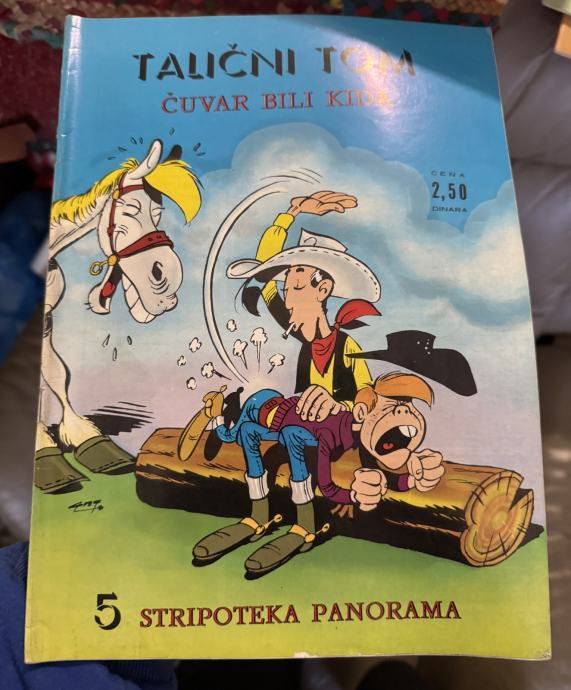 TALIČNI TOM
ČUVAR BILI KIDA
CENA
2,50
DINARA
5 STRIPOTEKA PANORAMA